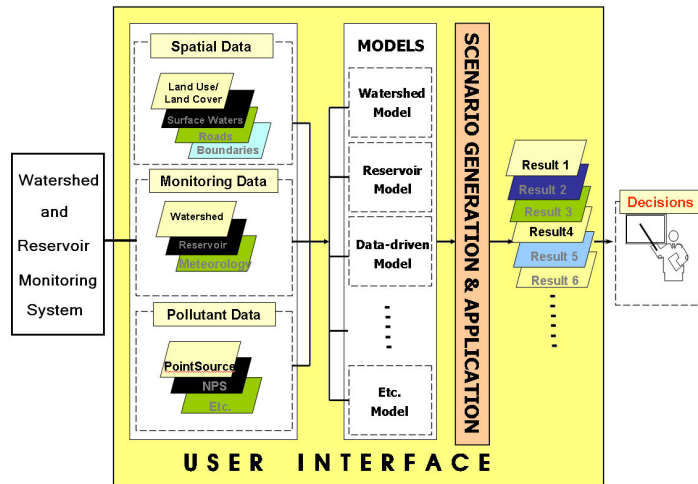 Watershed
and
Reservoir
Monitoring
System
Spatial Data
Land Use/
Land Cover
Surface Waters
Roads
Boundaries
Monitoring Data
Watershed
Reservoir
Meteorology
Pollutant Data
PointSource
NPS
Etc.
MODELS
Watershed
Model
Reservoir
Model
Data-driven
Model
Etc.
Model
SCENARIO GENERATION & APPLICATION
Result 1
Result 2
Result 3
Result4
Result 5
Result 6
Decisions
USER INTERFACE